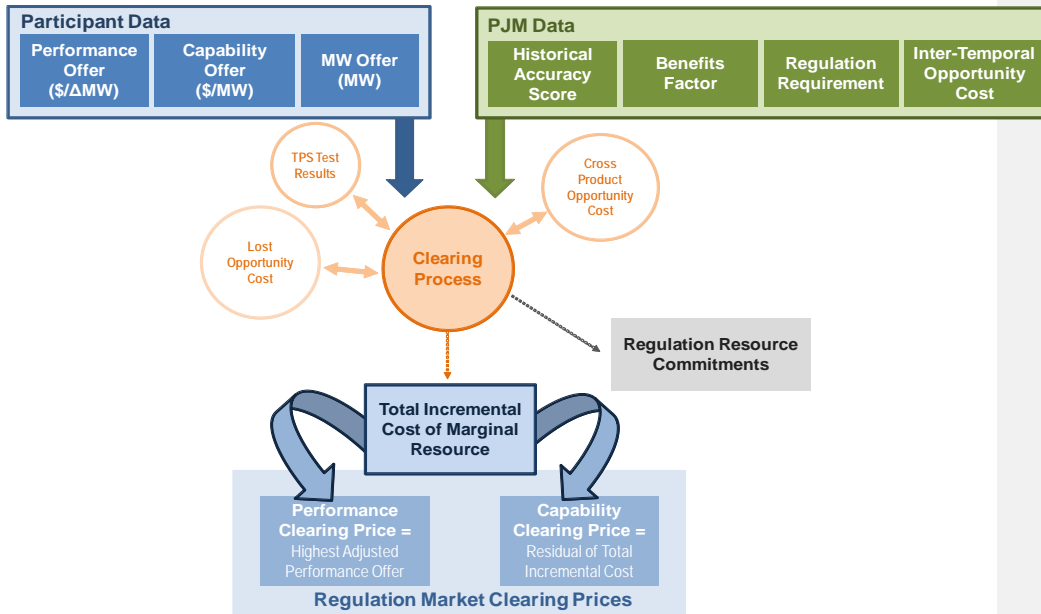 Participant Data
Performance
Offer
($/ΔMW)
Capability
Offer
($/MW)
MW Offer
(MW)
PJM Data
Historical
Accuracy
Score
Benefits
Factor
Regulation
Requirement
Inter-Temporal
Opportunity
Cost
TPS Test
Results
Cross
Product
Opportunity
Cost
Lost
Opportunity
Cost
Clearing
Process
Regulation Resource
Commitments
Total Incremental
Cost of Marginal
Resource
Performance
Clearing Price =
Highest Adjusted
Performance Offer
Capability
Clearing Price =
Residual of Total
Incremental Cost
Regulation Market Clearing Prices